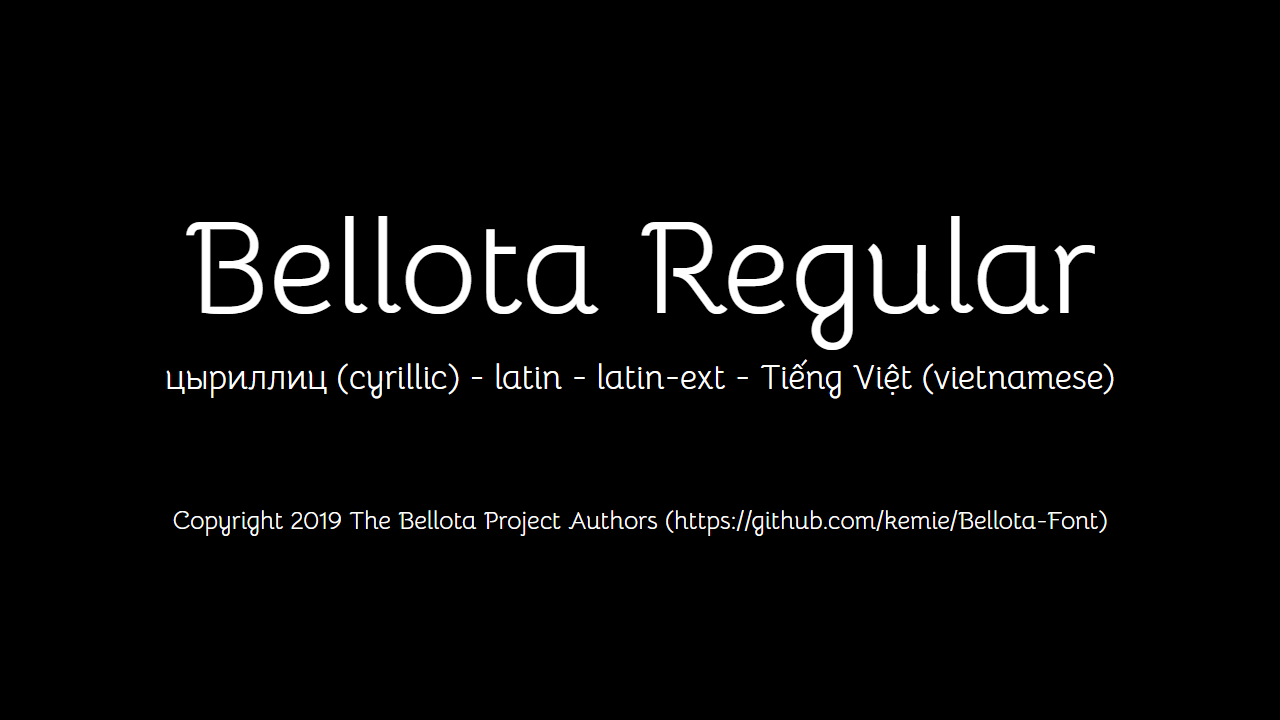 Bellota Regular
цыриллиц (cyrillic) - latin - latin-ext - Tiếng Việt (vietnamese)
Copyright 2019 The Bellota Project Authors (https://github.com/kemie/Bellota-Font)